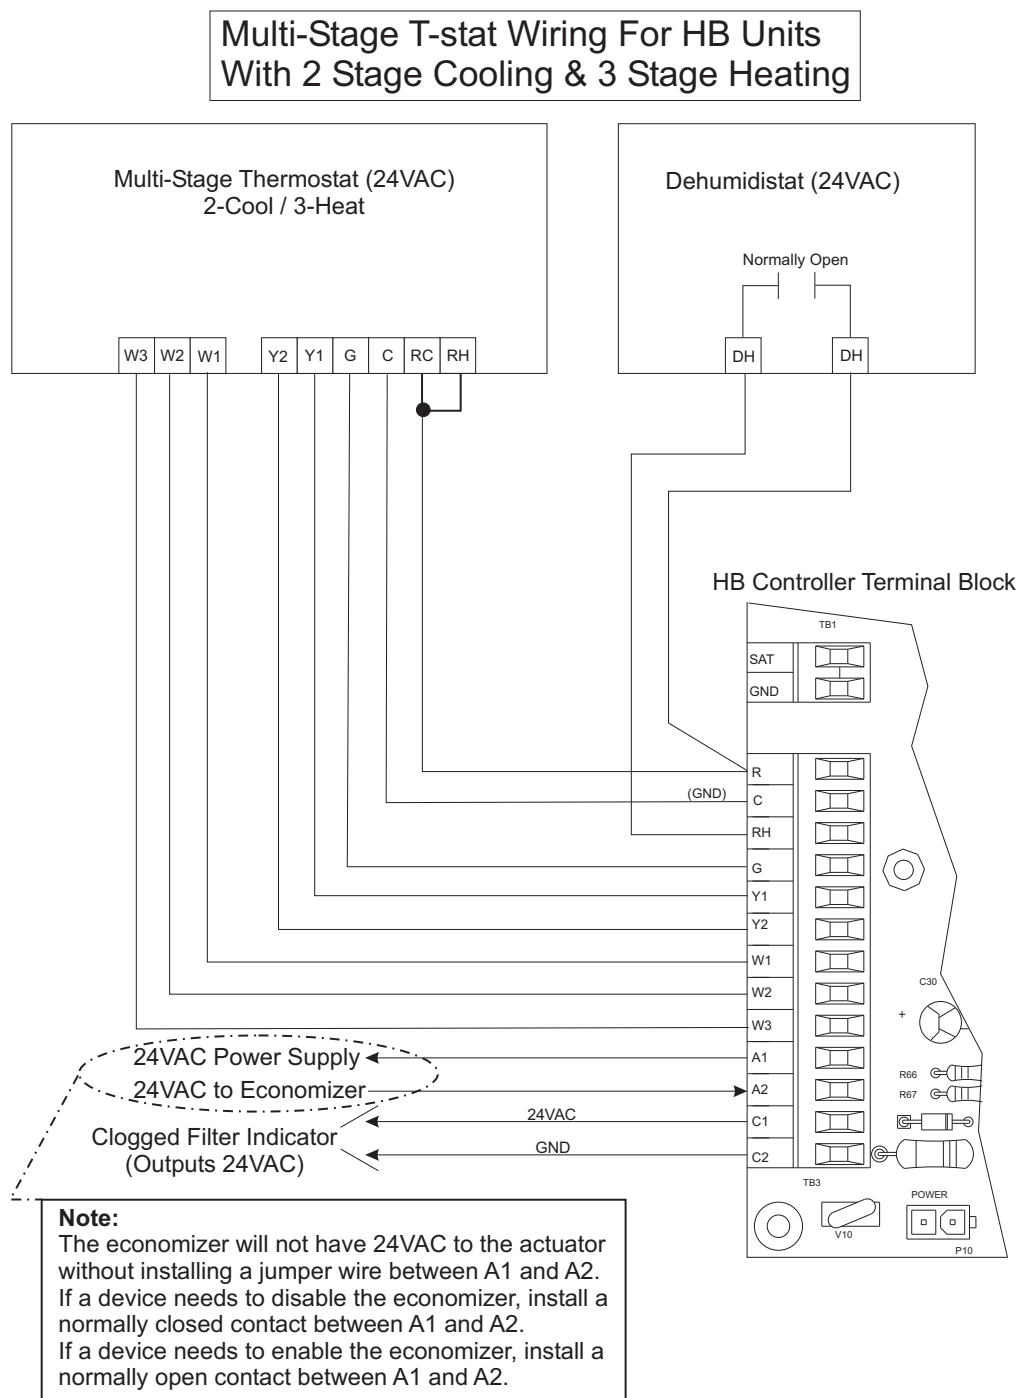 Multi-Stage T-stat Wiring For HB Units
With 2 Stage Cooling & 3 Stage Heating
Multi-Stage Thermostat (24VAC)
2-Cool / 3-Heat
W3 W2 W1 Y2 Y1 G C RC RH
Dehumidistat (24VAC)
Normally Open
DH DH
HB Controller Terminal Block
TB1
SAT
GND
R
(GND) C
RH
G
Y1
Y2
W1
W2
W3
A1
A2
C1
C2
24VAC Power Supply
24VAC to Economizer
24VAC
Clogged Filter Indicator
(Outputs 24VAC)
GND
C30
+
R66
R67
TB3
V10
POWER
P10
Note:
The economizer will not have 24VAC to the actuator
without installing a jumper wire between A1 and A2.
If a device needs to disable the economizer, install a
normally closed contact between A1 and A2.
If a device needs to enable the economizer, install a
normally open contact between A1 and A2.